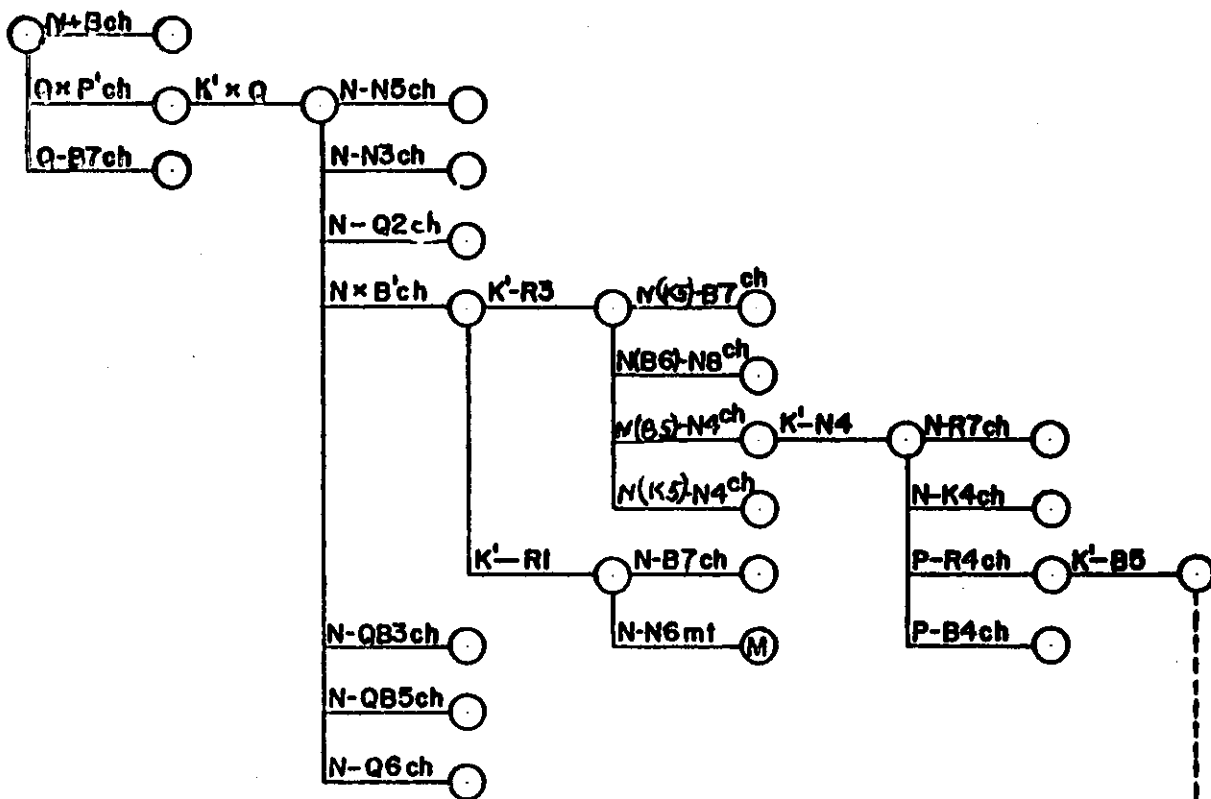 N+Bch
Q×P'ch K'×Q N-N5ch
Q-B7ch N-N3ch
N-Q2ch
N×B'ch K'-R3 N(K5)-B7ch
N(B6)-N8ch
N(B5)-N4ch K'-N4 N-R7ch
N(K5)-N4ch N-K4ch
K'-R1 N-B7ch P-R4ch K'-B5
N-QB3ch N-N6mt M P-B4ch
N-QB5ch
N-Q6ch